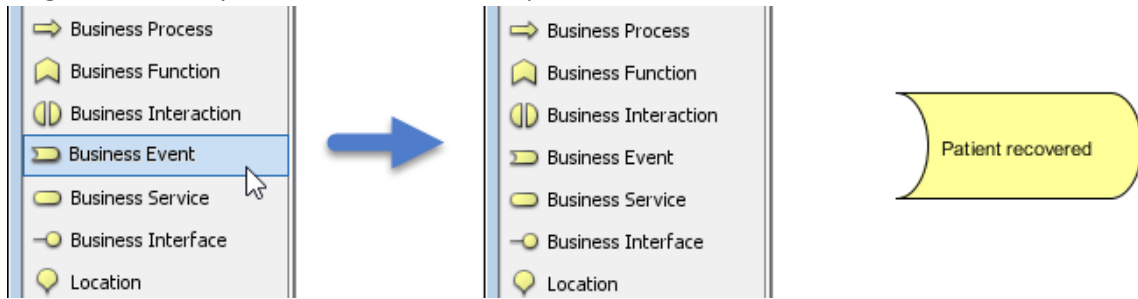 Business Process
Business Function
Business Interaction
Business Event
Business Service
Business Interface
Location
Business Process
Business Function
Business Interaction
Business Event
Business Service
Business Interface
Location
Patient recovered